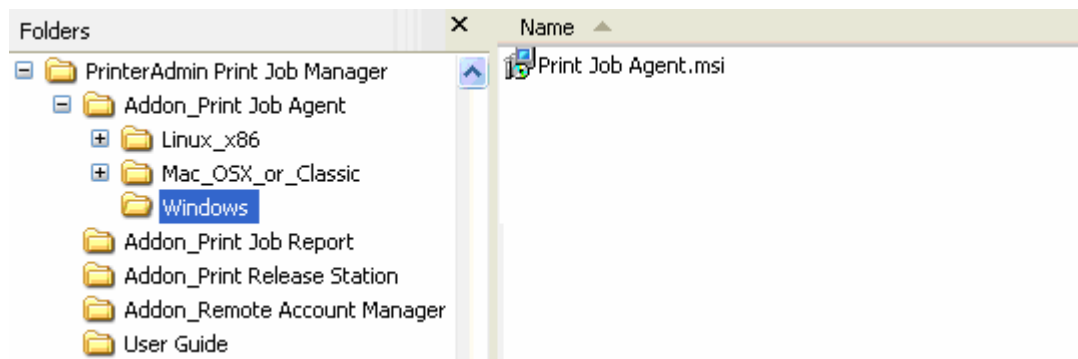 Folders
Name
PrinterAdmin Print Job Manager
Print Job Agent.msi
Addon_Print Job Agent
Linux_x86
Mac_OSX_or_Classic
Windows
Addon_Print Job Report
Addon_Print Release Station
Addon_Remote Account Manager
User Guide